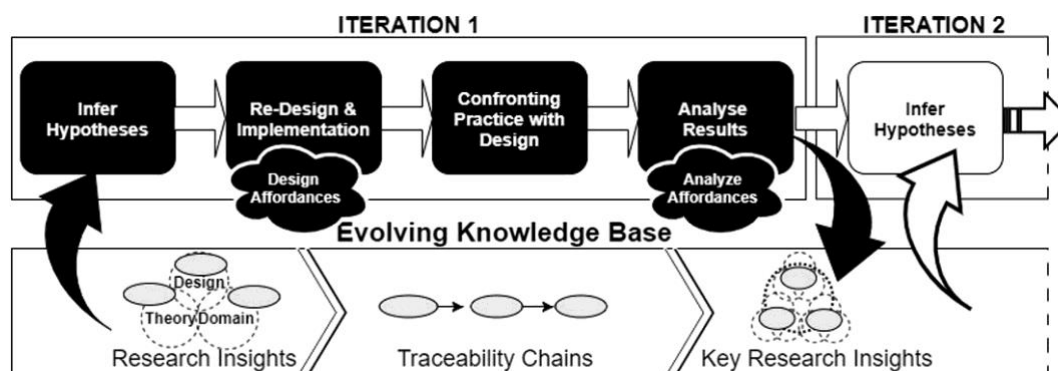 ITERATION 1
ITERATION 2
Infer
Hypotheses
Re-Design &
Implementation
Design
Affordances
Confronting
Practice with
Design
Analyse
Results
Analyze
Affordances
Infer
Hypotheses
Evolving Knowledge Base
Design
Theory Domain
Research Insights
Traceability Chains
Key Research Insights